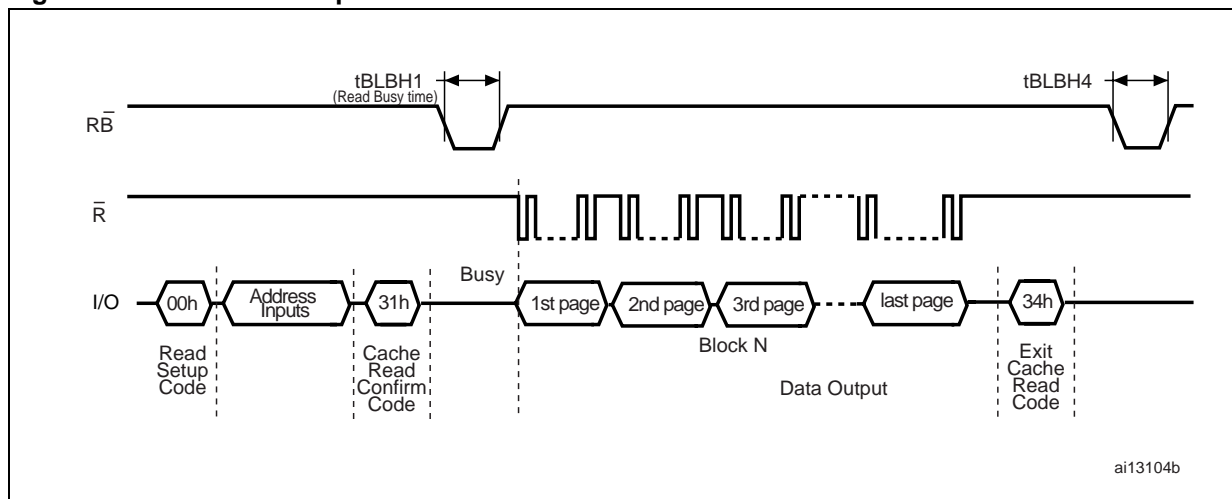 tBLBH1
(Read Busy time)
tBLBH4
RB̅
R̅
Busy
I/O
00h
Address
Inputs
31h
1st page
2nd page
3rd page
last page
34h
Read
Setup
Code
Cache
Read
Confirm
Code
Block N
Data Output
Exit
Cache
Read
Code
ai13104b